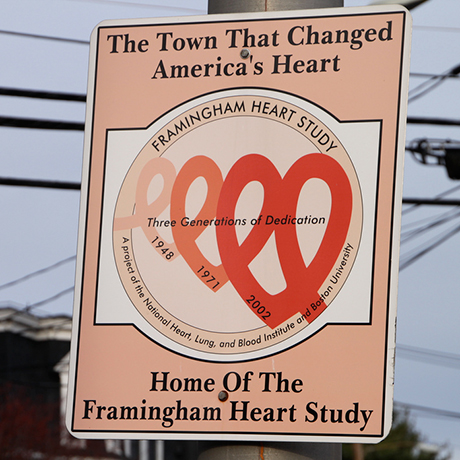 The Town That Changed
America's Heart
FRAMINGHAM HEART STUDY
Three Generations of Dedication
1948
1971
2002
A project of the National Heart, Lung, and Blood Institute and Boston University
Home Of The
Framingham Heart Study